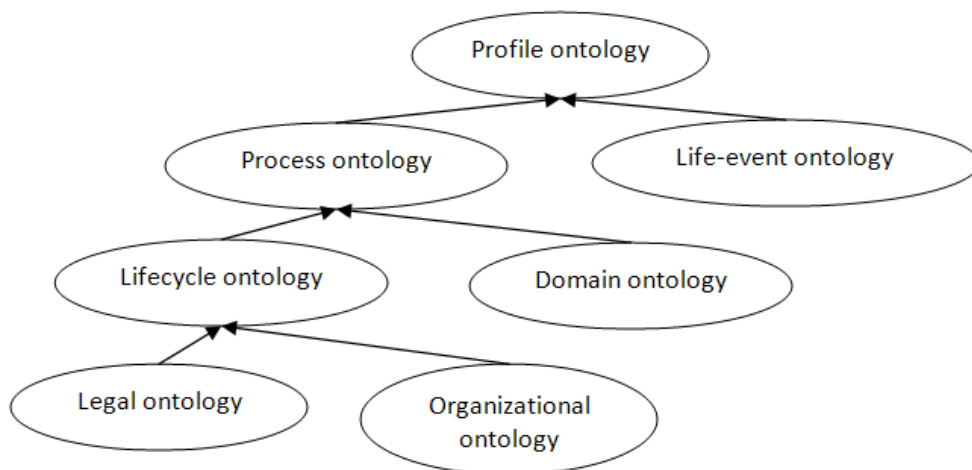 Profile ontology
Process ontology
Life-event ontology
Lifecycle ontology
Domain ontology
Legal ontology
Organizational
ontology